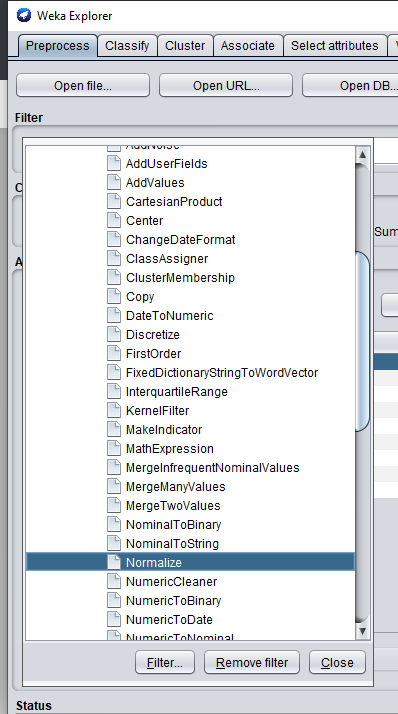 Weka Explorer
Preprocess Classify Cluster Associate Select attributes
Open file... Open URL... Open DB...
Filter
AddNoise
AddUserFields
AddValues
CartesianProduct
Center
ChangeDateFormat
Sum
ClassAssigner
ClusterMembership
Copy
DateToNumeric
Discretize
FirstOrder
FixedDictionaryStringToWordVector
InterquartileRange
KernelFilter
MakeIndicator
MathExpression
MergeInfrequentNominalValues
MergeManyValues
MergeTwoValues
NominalToBinary
NominalToString
Normalize
NumericCleaner
NumericToBinary
NumericToDate
NumericToNominal
Filter... Remove filter Close
Status